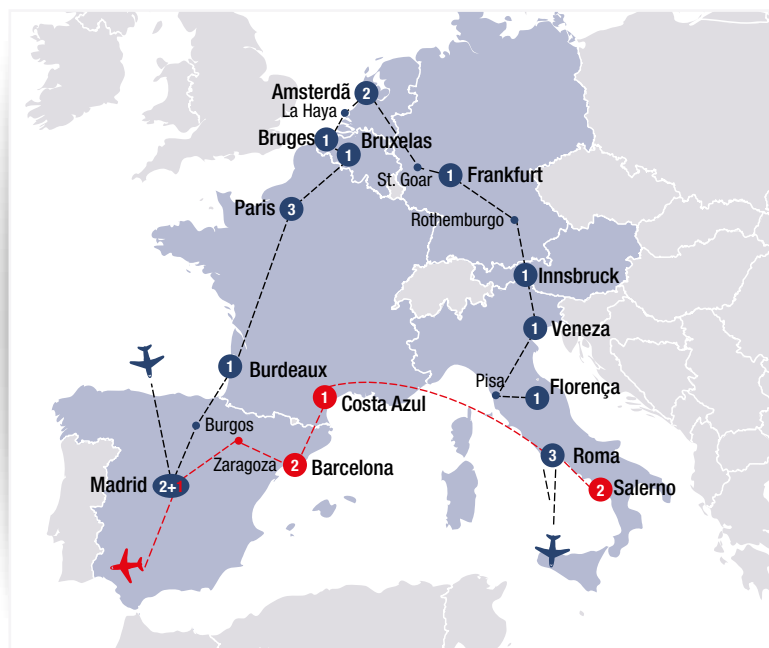 Amsterdã
2
La Haya
Bruges
1
Bruxelas
1
St. Goar
1
Frankfurt
Paris
3
Rothemburgo
1
Innsbruck
1
Veneza
1
Burdeaux
Pisa
1
Florença
1
Costa Azul
Burgos
Zaragoza
2
Barcelona
3
Roma
Madrid
2+1
2
Salerno